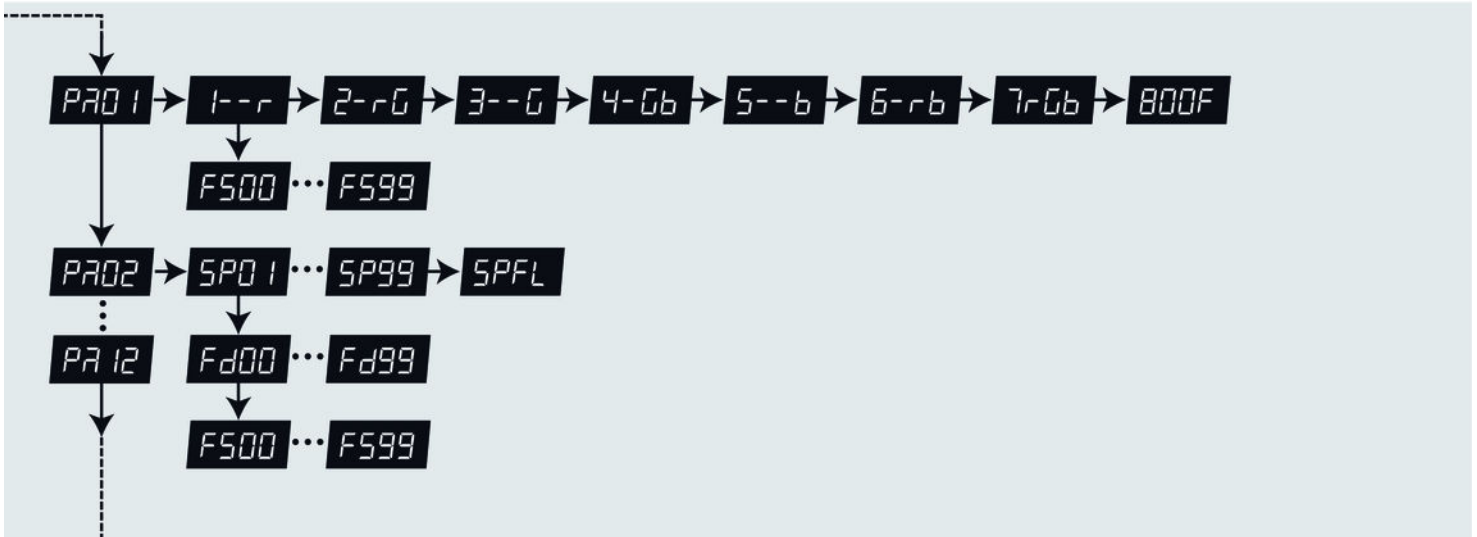 PA01 1--r 2-rG 3--G 4-Gb 5--b 6-rb 7rGb 800F
FS00 ... FS99
PA02 SP01 ... SP99 SPFL
PA12 Fd00 ... Fd99
FS00 ... FS99